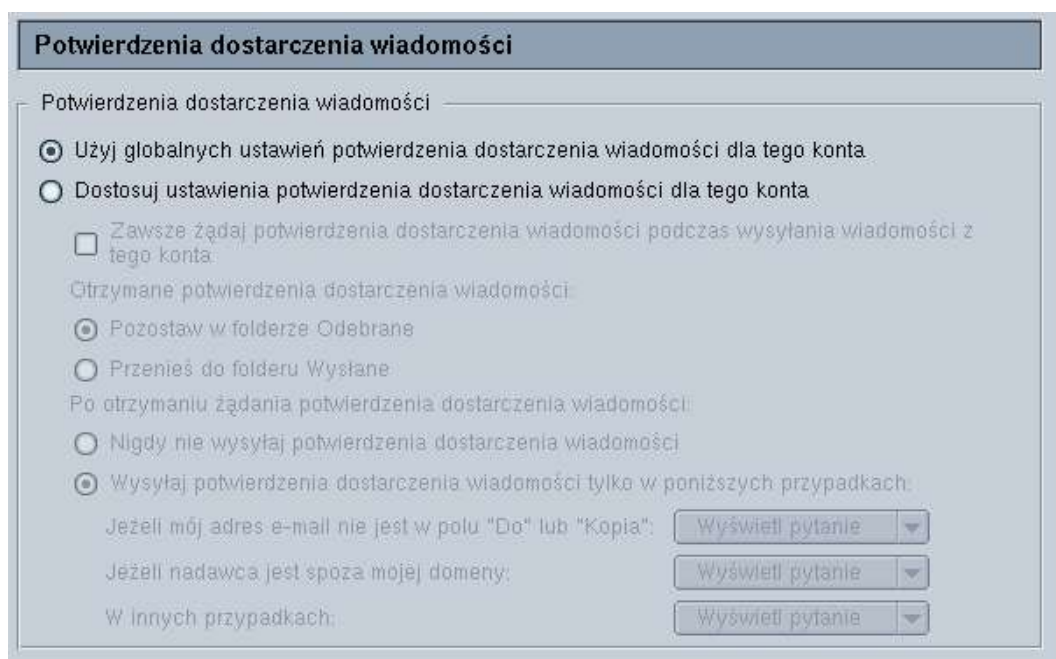 Potwierdzenia dostarczenia wiadomości
Potwierdzenia dostarczenia wiadomości
Użyj globalnych ustawień potwierdzenia dostarczenia wiadomości dla tego konta
Dostosuj ustawienia potwierdzenia dostarczenia wiadomości dla tego konta
Zawsze żądaj potwierdzenia dostarczenia wiadomości podczas wysyłania wiadomości z
tego konta
Otrzymane potwierdzenia dostarczenia wiadomości:
Pozostaw w folderze Odebrane
Przenieś do folderu Wysłane
Po otrzymaniu żądania potwierdzenia dostarczenia wiadomości:
Nigdy nie wysyłaj potwierdzenia dostarczenia wiadomości
Wysyłaj potwierdzenia dostarczenia wiadomości tylko w poniższych przypadkach:
Jeżeli mój adres e-mail nie jest w polu "Do" lub "Kopia": Wyświetl pytanie
Jeżeli nadawca jest spoza mojej domeny: Wyświetl pytanie
W innych przypadkach: Wyświetl pytanie